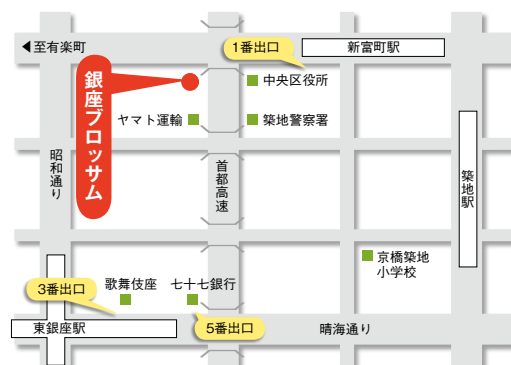 ◀至有楽町
1番出口
新富町駅
銀座ブロッサム
中央区役所
ヤマト運輸
築地警察署
昭和通り
首都高速
築地駅
京橋築地
小学校
歌舞伎座
七十七銀行
3番出口
東銀座駅
5番出口
晴海通り